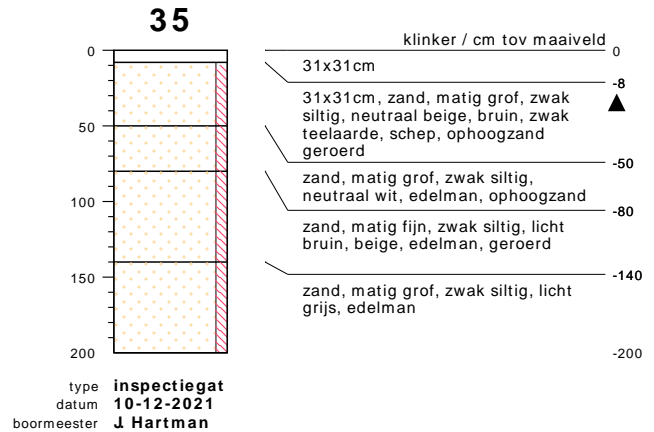 35
klinker / cm tov maaiveld
0
0
31x31cm
-8
31x31cm, zand, matig grof, zwak
siltig, neutraal beige, bruin, zwak
teelaarde, schep, ophoogzand
geroerd
50
-50
zand, matig grof, zwak siltig,
neutraal wit, edelman, ophoogzand
-80
100
zand, matig fijn, zwak siltig, licht
bruin, beige, edelman, geroerd
-140
150
zand, matig grof, zwak siltig, licht
grijs, edelman
200
-200
type inspectiegat
datum 10-12-2021
boormeester J. Hartman